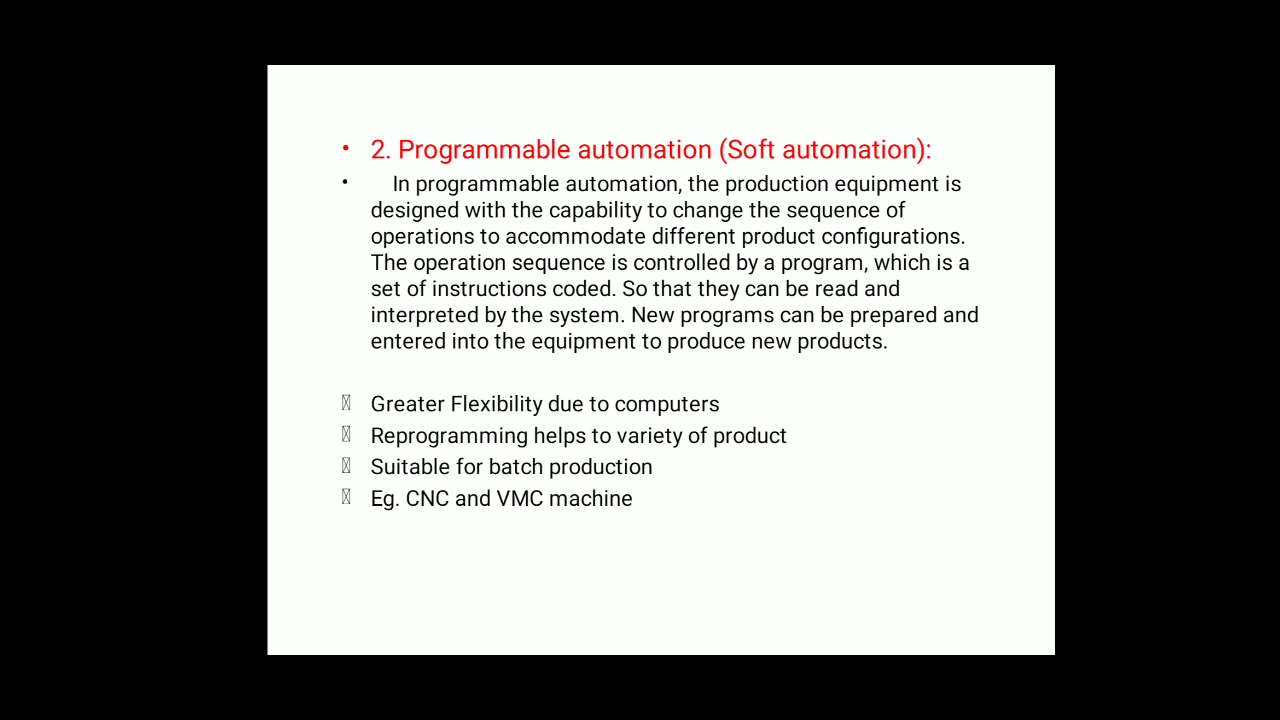 • 2. Programmable automation (Soft automation):
• In programmable automation, the production equipment is
designed with the capability to change the sequence of
operations to accommodate different product configurations.
The operation sequence is controlled by a program, which is a
set of instructions coded. So that they can be read and
interpreted by the system. New programs can be prepared and
entered into the equipment to produce new products.
Greater Flexibility due to computers
Reprogramming helps to variety of product
Suitable for batch production
Eg. CNC and VMC machine